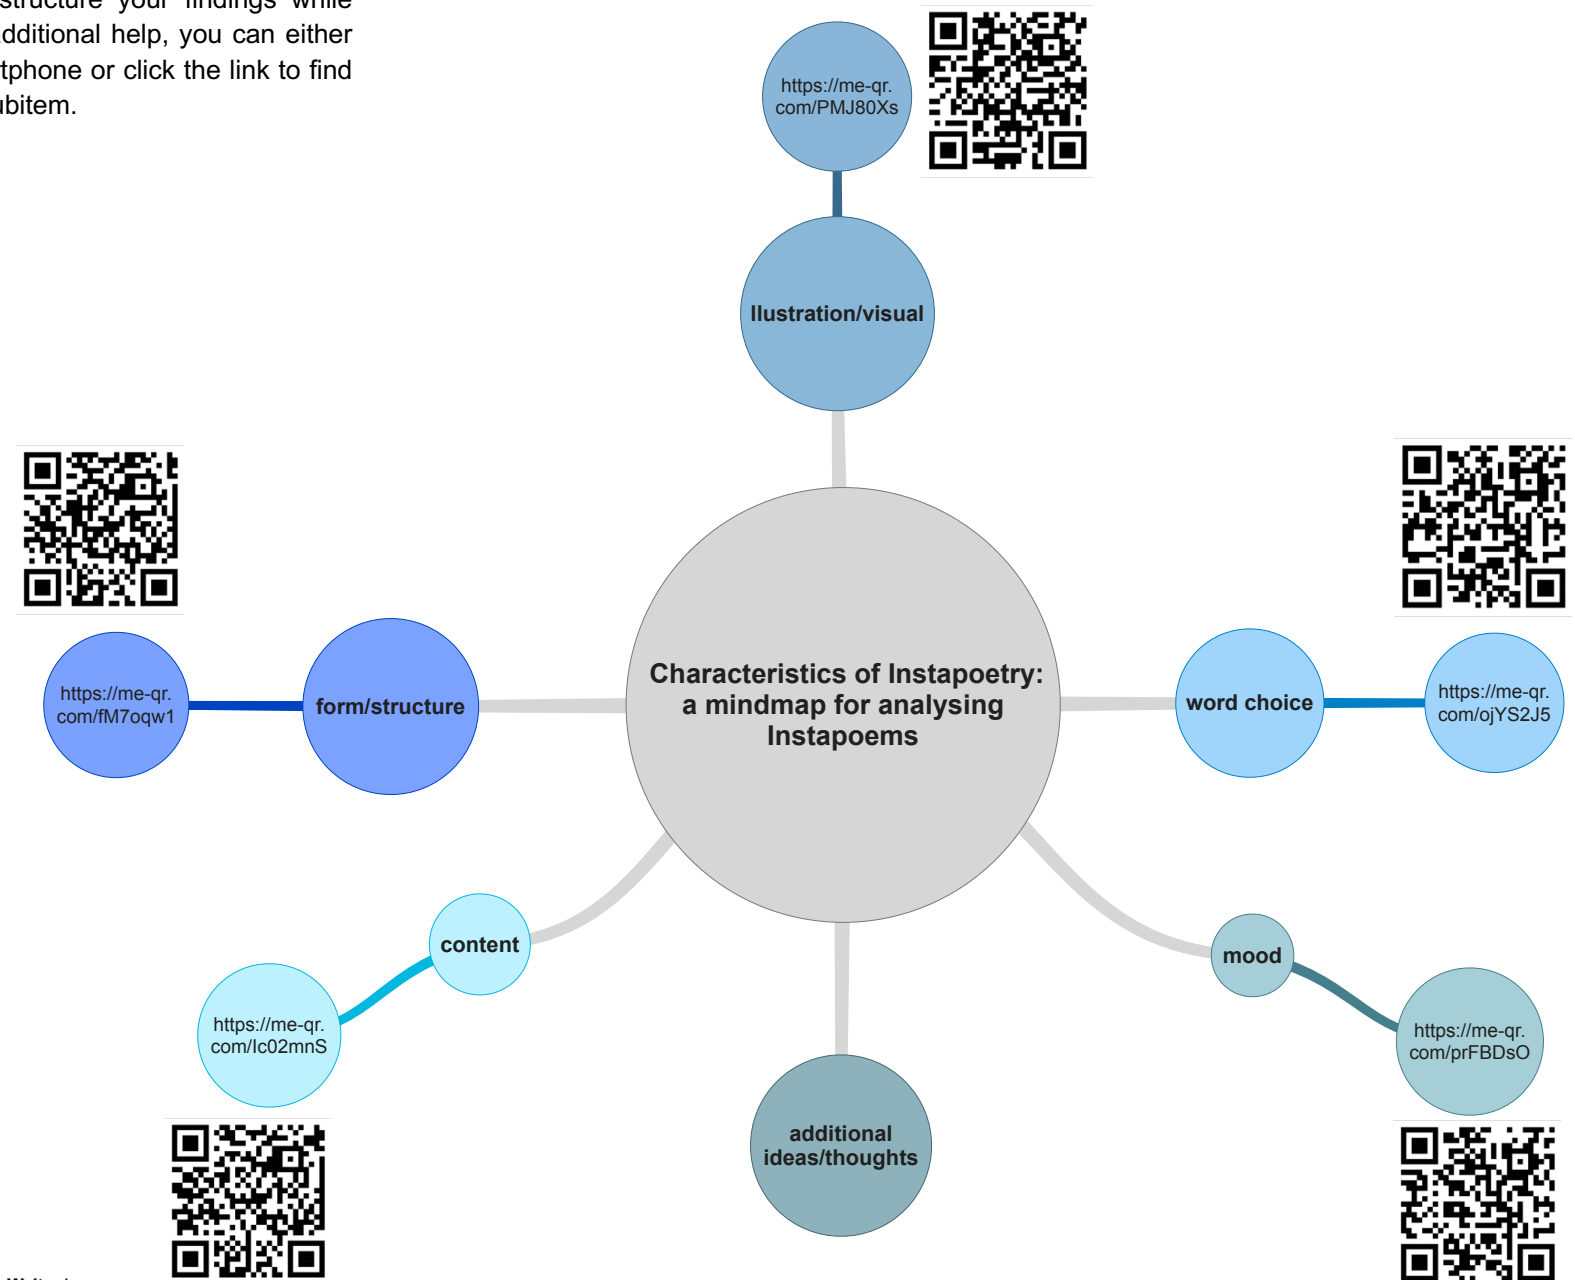 structure your findings while
additional help, you can either
tphone or click the link to find
ubitem.
https://me-qr.
com/PMJ80Xs
Ilustration/visual
https://me-qr.
com/fM7oqw1
form/structure
Characteristics of Instapoetry:
a mindmap for analysing
Instapoems
word choice
https://me-qr.
com/ojYS2J5
content
https://me-qr.
com/Ic02mnS
mood
https://me-qr.
com/prFBDsO
additional
ideas/thoughts